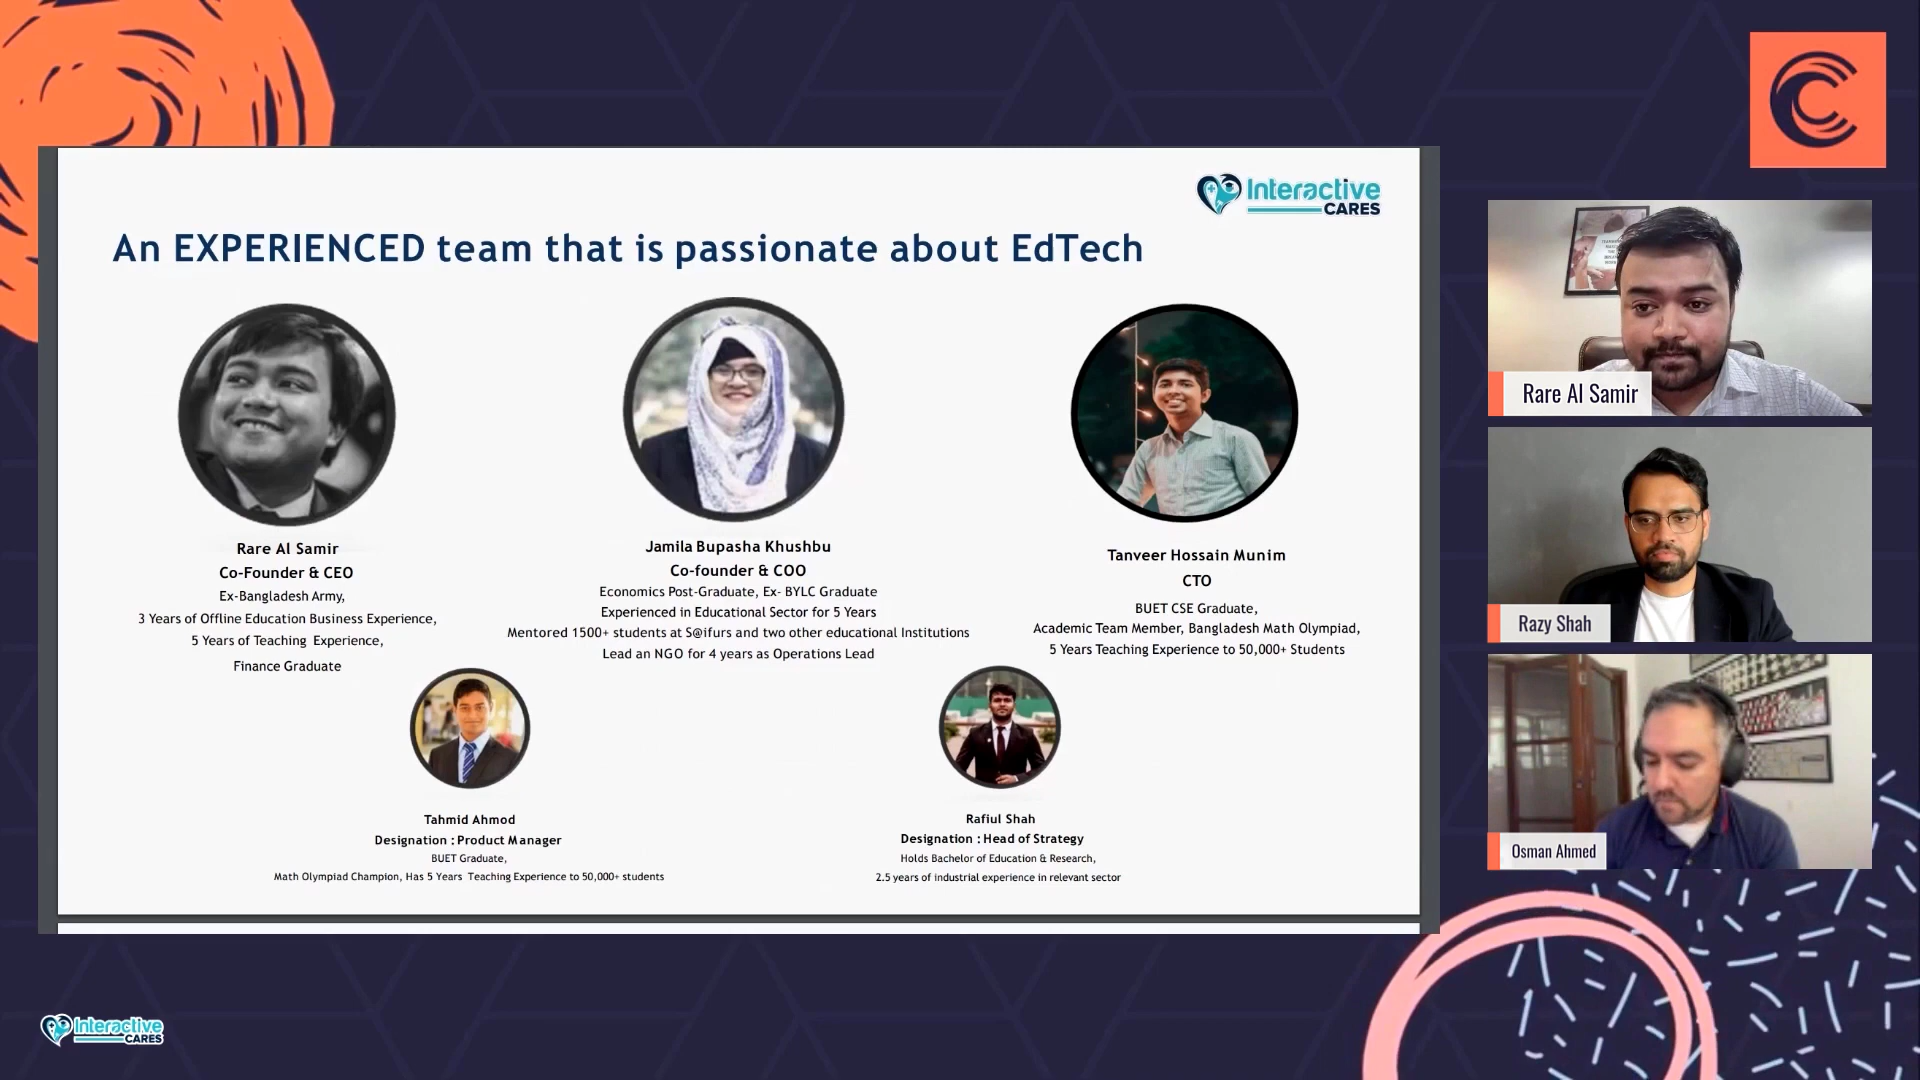 Interactive
CARES
An EXPERIENCED team that is passionate about EdTech
Rare Al Samir
Co-Founder & CEO
Ex-Bangladesh Army,
3 Years of Offline Education Business Experience,
5 Years of Teaching Experience,
Finance Graduate
Jamila Bupasha Khushbu
Co-founder & COO
Economics Post-Graduate, Ex- BYLC Graduate
Experienced in Educational Sector for 5 Years
Mentored 1500+ students at S@ifurs and two other educational Institutions
Lead an NGO for 4 years as Operations Lead
Tanveer Hossain Munim
CTO
BUET CSE Graduate,
Academic Team Member, Bangladesh Math Olympiad,
5 Years Teaching Experience to 50,000+ Students
Tahmid Ahmod
Designation : Product Manager
BUET Graduate,
Math Olympiad Champion, Has 5 Years Teaching Experience to 50,000+ students
Rafiul Shah
Designation : Head of Strategy
Holds Bachelor of Education & Research,
2.5 years of industrial experience in relevant sector
Rare Al Samir
Razy Shah
Osman Ahmed
Interactive
CARES